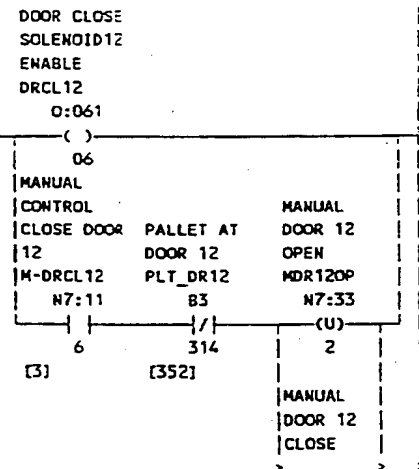 DOOR CLOSE
SOLENOID12
ENABLE
DRCL12
O:061
( )
06
MANUAL
CONTROL
CLOSE DOOR
12
M-DRCL12
N7:11
6
[3]
PALLET AT
DOOR 12
PLT_DR12
B3
/
314
[352]
MANUAL
DOOR 12
OPEN
MDR12OP
N7:33
(U)
2
MANUAL
DOOR 12
CLOSE